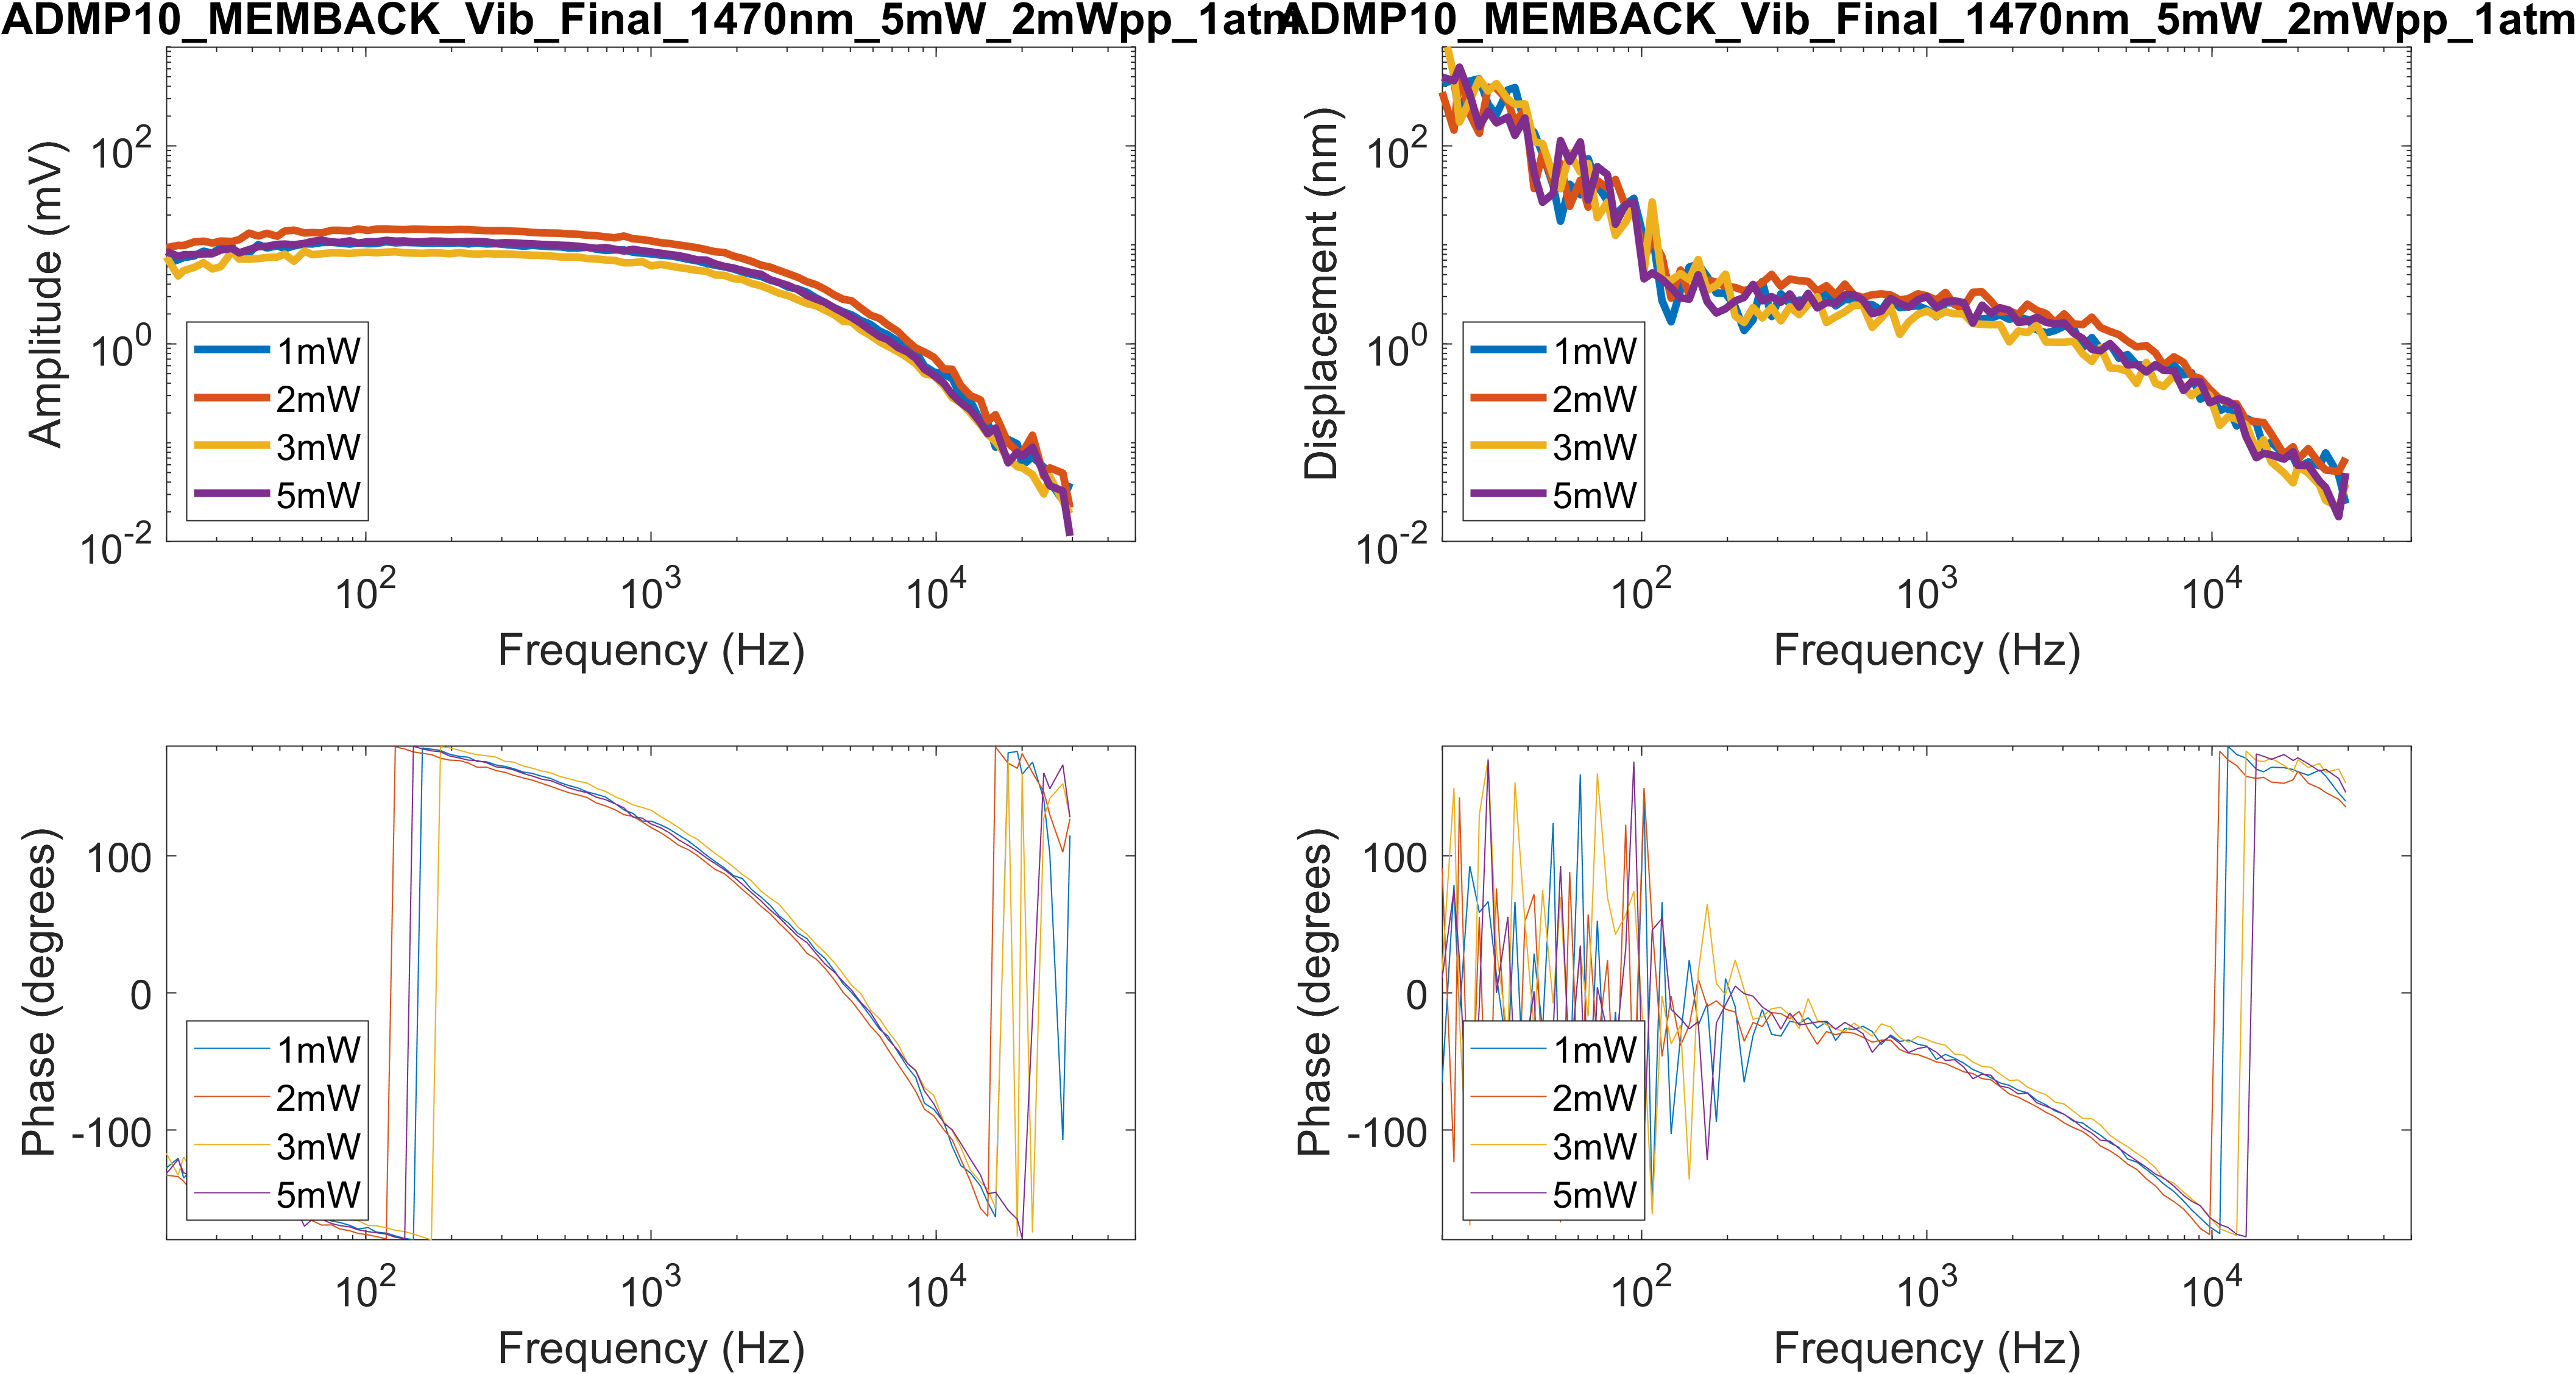 ADMP10_MEMBACK_Vib_Final_1470nm_5mW_2mWpp_1atm
10^2
10^0
10^-2
Amplitude (mV)
1mW
2mW
3mW
5mW
10^2
10^3
10^4
Frequency (Hz)
ADMP10_MEMBACK_Vib_Final_1470nm_5mW_2mWpp_1atm
10^2
10^0
10^-2
Displacement (nm)
1mW
2mW
3mW
5mW
10^2
10^3
10^4
Frequency (Hz)
100
0
-100
Phase (degrees)
1mW
2mW
3mW
5mW
10^2
10^3
10^4
Frequency (Hz)
100
0
-100
Phase (degrees)
1mW
2mW
3mW
5mW
10^2
10^3
10^4
Frequency (Hz)